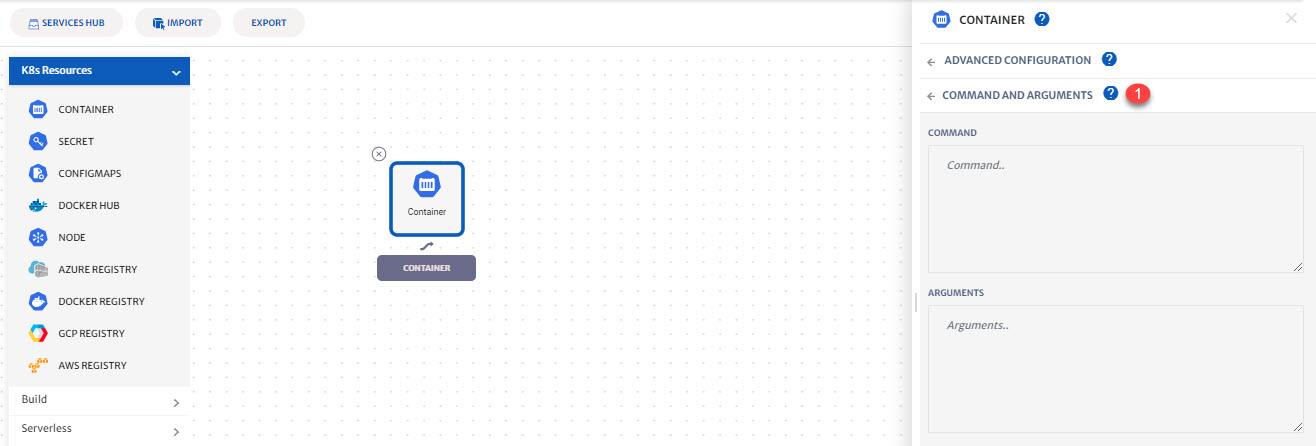 SERVICES HUB
IMPORT
EXPORT
K8s Resources
CONTAINER
SECRET
CONFIGMAPS
DOCKER HUB
NODE
AZURE REGISTRY
DOCKER REGISTRY
GCP REGISTRY
AWS REGISTRY
Build
Serverless
Container
CONTAINER
CONTAINER ?
ADVANCED CONFIGURATION ?
COMMAND AND ARGUMENTS ? 1
COMMAND
Command..
ARGUMENTS
Arguments..